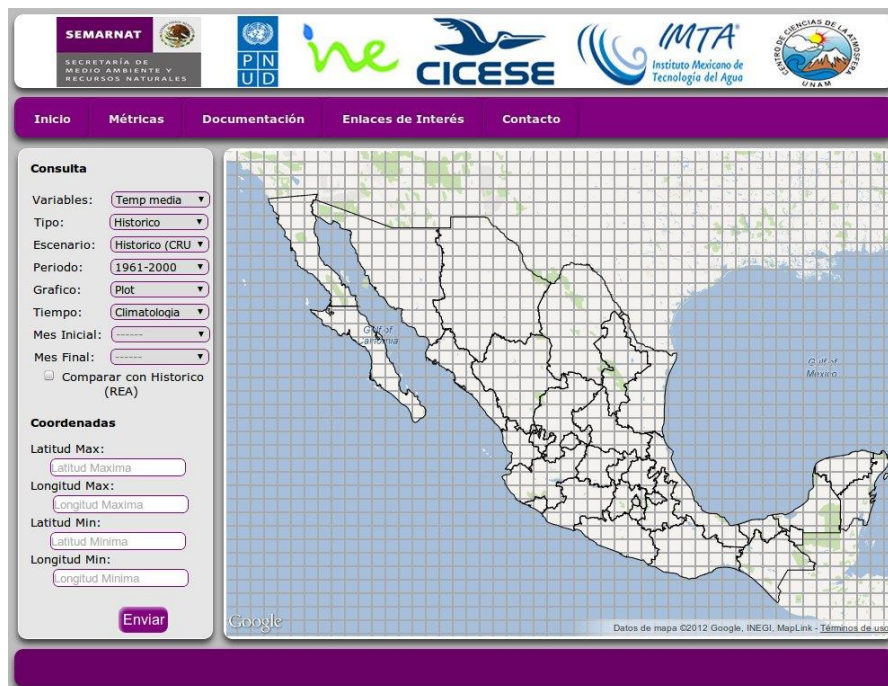 SEMARNAT
SECRETARÍA DE
MEDIO AMBIENTE Y
RECURSOS NATURALES
PN
UD
ine
CICESE
IMTA
Instituto Mexicano de
Tecnología del Agua
CENTRO DE CIENCIAS DE LA ATMOSFERA
UNAM
Inicio Métricas Documentación Enlaces de Interés Contacto
Consulta
Variables: Temp media
Tipo: Historico
Escenario: Historico (CRU
Periodo: 1961-2000
Grafico: Plot
Tiempo: Climatologia
Mes Inicial: ------
Mes Final: ------
Comparar con Historico
(REA)
Coordenadas
Latitud Max:
Latitud Maxima
Longitud Max:
Longitud Maxima
Latitud Min:
Latitud Minima
Longitud Min:
Longitud Minima
Enviar
Gulf of
California
Gulf of
Mexico
Google
Datos de mapa ©2012 Google, INEGI, MapLink - Términos de uso